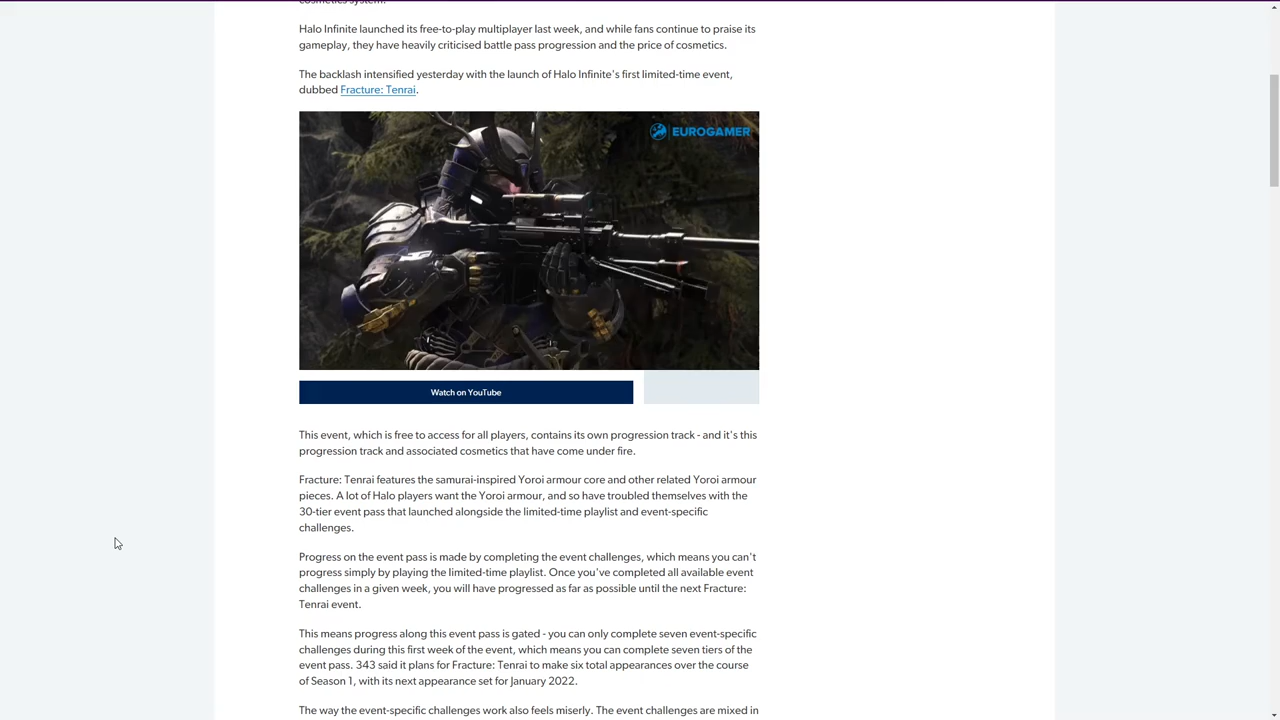 cosmetics system.
Halo Infinite launched its free-to-play multiplayer last week, and while fans continue to praise its
gameplay, they have heavily criticised battle pass progression and the price of cosmetics.
The backlash intensified yesterday with the launch of Halo Infinite's first limited-time event,
dubbed Fracture: Tenrai.
EUROGAMER
Watch on YouTube
This event, which is free to access for all players, contains its own progression track - and it's this
progression track and associated cosmetics that have come under fire.
Fracture: Tenrai features the samurai-inspired Yoroi armour core and other related Yoroi armour
pieces. A lot of Halo players want the Yoroi armour, and so have troubled themselves with the
30-tier event pass that launched alongside the limited-time playlist and event-specific
challenges.
Progress on the event pass is made by completing the event challenges, which means you can't
progress simply by playing the limited-time playlist. Once you've completed all available event
challenges in a given week, you will have progressed as far as possible until the next Fracture:
Tenrai event.
This means progress along this event pass is gated - you can only complete seven event-specific
challenges during this first week of the event, which means you can complete seven tiers of the
event pass. 343 said it plans for Fracture: Tenrai to make six total appearances over the course
of Season 1, with its next appearance set for January 2022.
The way the event-specific challenges work also feels miserly. The event challenges are mixed in